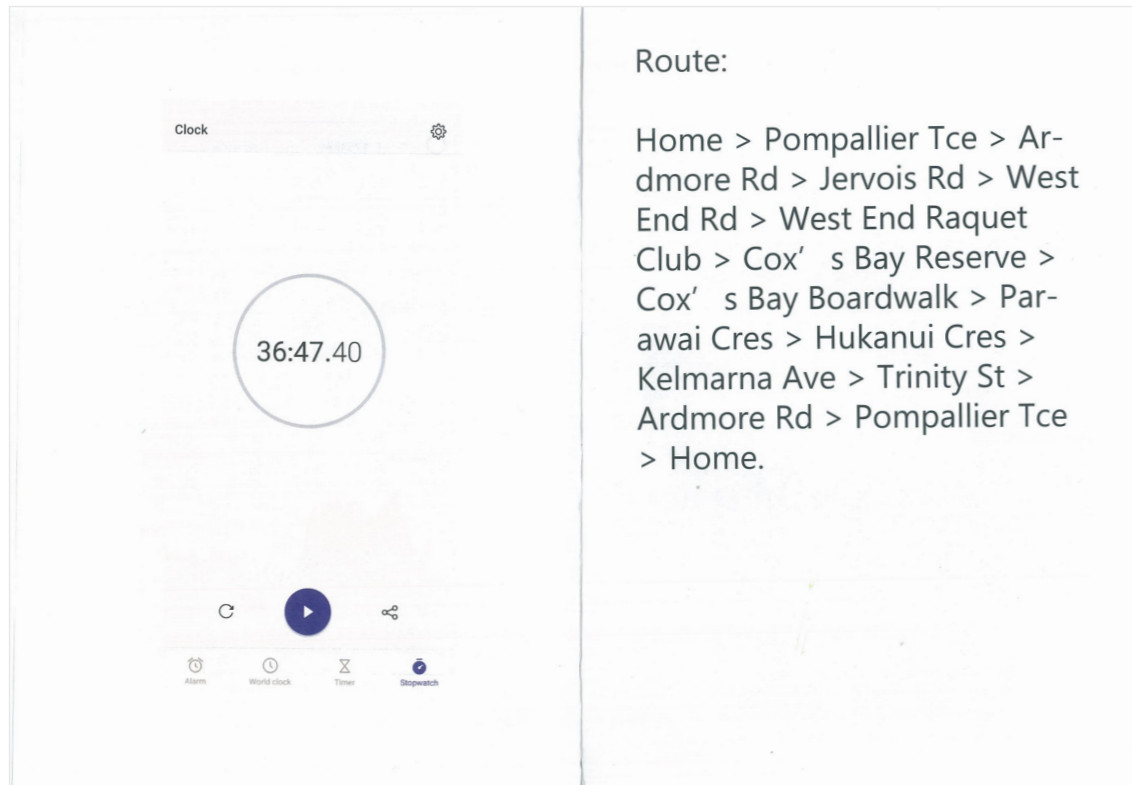 Clock
36:47.40
Alarm
World clock
Timer
Stopwatch
Route:
Home > Pompallier Tce > Ar-
dmore Rd > Jervois Rd > West
End Rd > West End Raquet
Club > Cox’ s Bay Reserve >
Cox’ s Bay Boardwalk > Par-
awai Cres > Hukanui Cres >
Kelmarna Ave > Trinity St >
Ardmore Rd > Pompallier Tce
> Home.